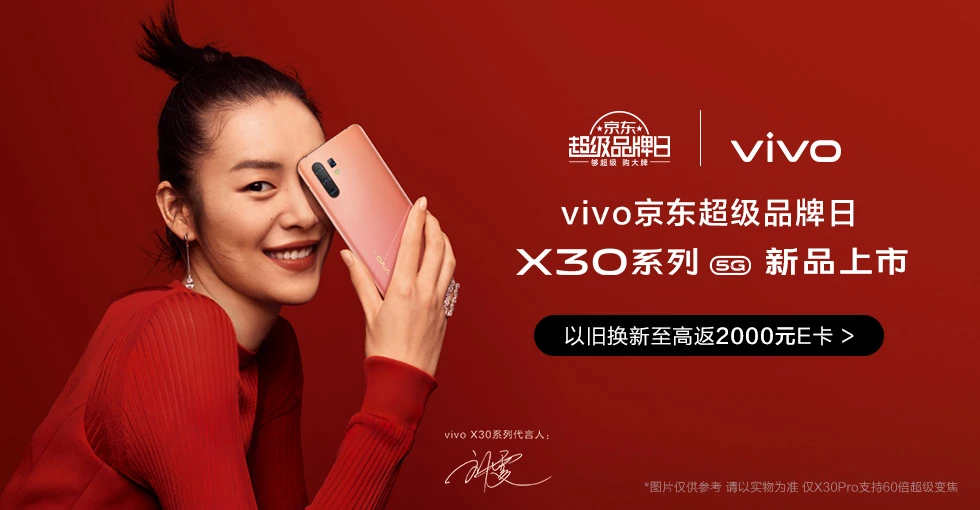 京东
超级品牌日
够超级 购大牌
vivo
vivo京东超级品牌日
X30系列 5G 新品上市
以旧换新至高返2000元E卡 >
vivo
vivo X30系列代言人：
刘雯
*图片仅供参考 请以实物为准 仅X30Pro支持60倍超级变焦